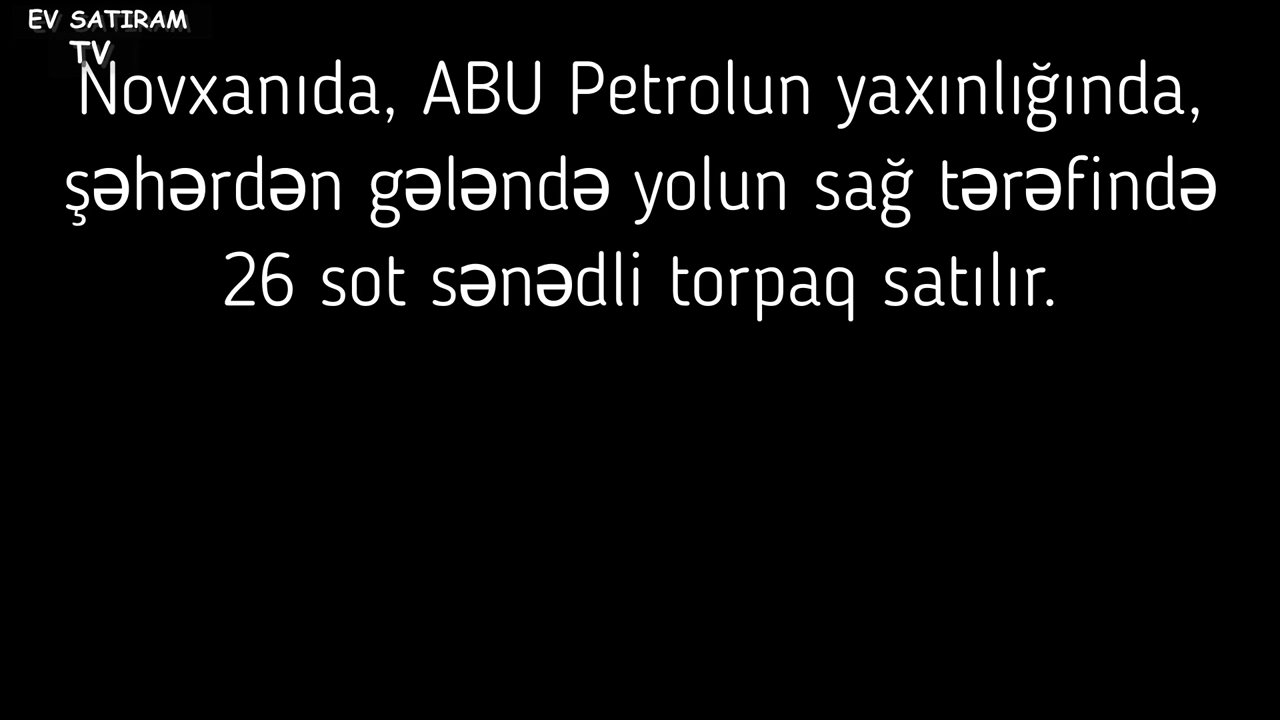 EV SATIRAM
TV
Novxanıda, ABU Petrolun yaxınlığında,
şəhərdən gələndə yolun sağ tərəfində
26 sot sənədli torpaq satılır.